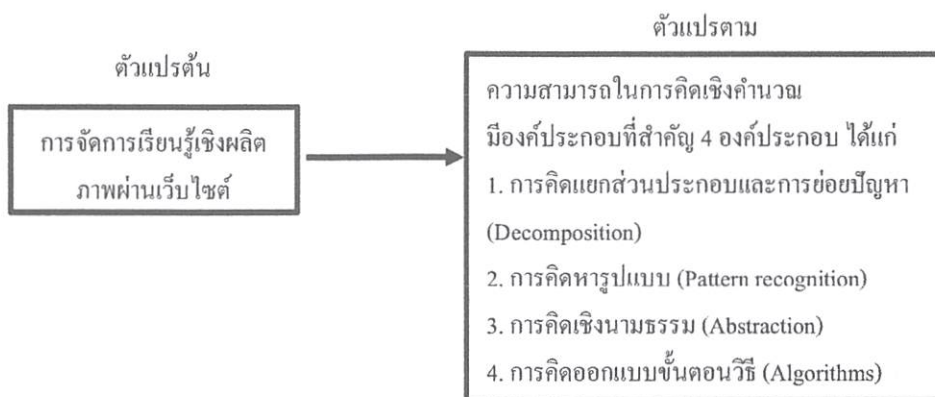 ตัวแปรต้น
การจัดการเรียนรู้เชิงผลิต
ภาพผ่านเว็บไซต์
ตัวแปรตาม
ความสามารถในการคิดเชิงคำนวณ
มีองค์ประกอบที่สำคัญ 4 องค์ประกอบ ได้แก่
1. การคิดแยกส่วนประกอบและการย่อยปัญหา
(Decomposition)
2. การคิดหารูปแบบ (Pattern recognition)
3. การคิดเชิงนามธรรม (Abstraction)
4. การคิดออกแบบขั้นตอนวิธี (Algorithms)